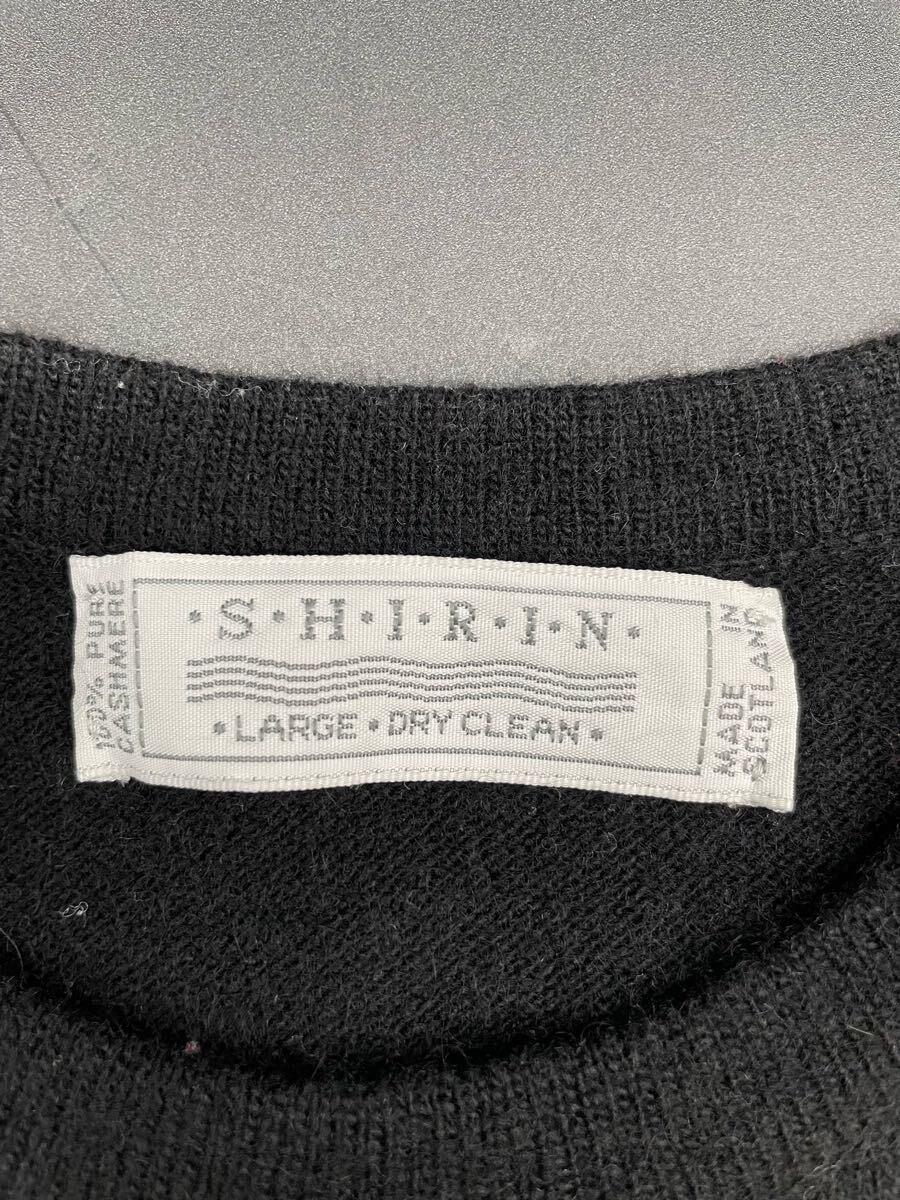 100% PURE
CASHMERE
·S·H·I·R·I·N·
•LARGE•DRY CLEAN•
MADE IN
SCOTLAND